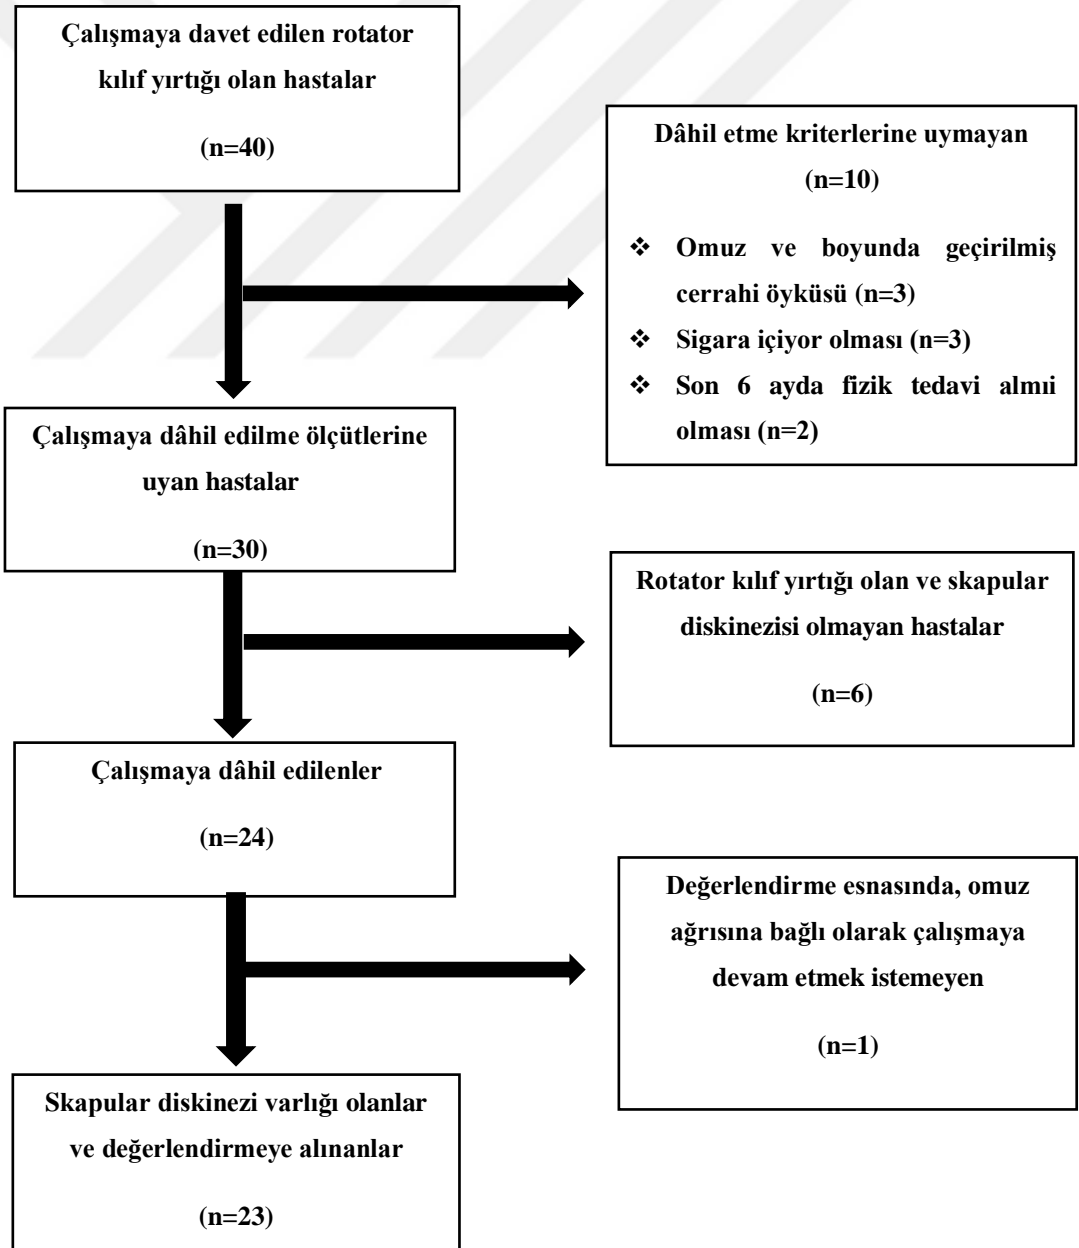 Çalışmaya davet edilen rotator
kılıf yırtığı olan hastalar
(n=40)
Dâhil etme kriterlerine uymayan
(n=10)
❖ Omuz ve boyunda geçirilmiş
cerrahi öyküsü (n=3)
❖ Sigara içiyor olması (n=3)
❖ Son 6 ayda fizik tedavi almıi
olması (n=2)
Çalışmaya dâhil edilme ölçütlerine
uyan hastalar
(n=30)
Rotator kılıf yırtığı olan ve skapular
diskinezisi olmayan hastalar
(n=6)
Çalışmaya dâhil edilenler
(n=24)
Değerlendirme esnasında, omuz
ağrısına bağlı olarak çalışmaya
devam etmek istemeyen
(n=1)
Skapular diskinezi varlığı olanlar
ve değerlendirmeye alınanlar
(n=23)